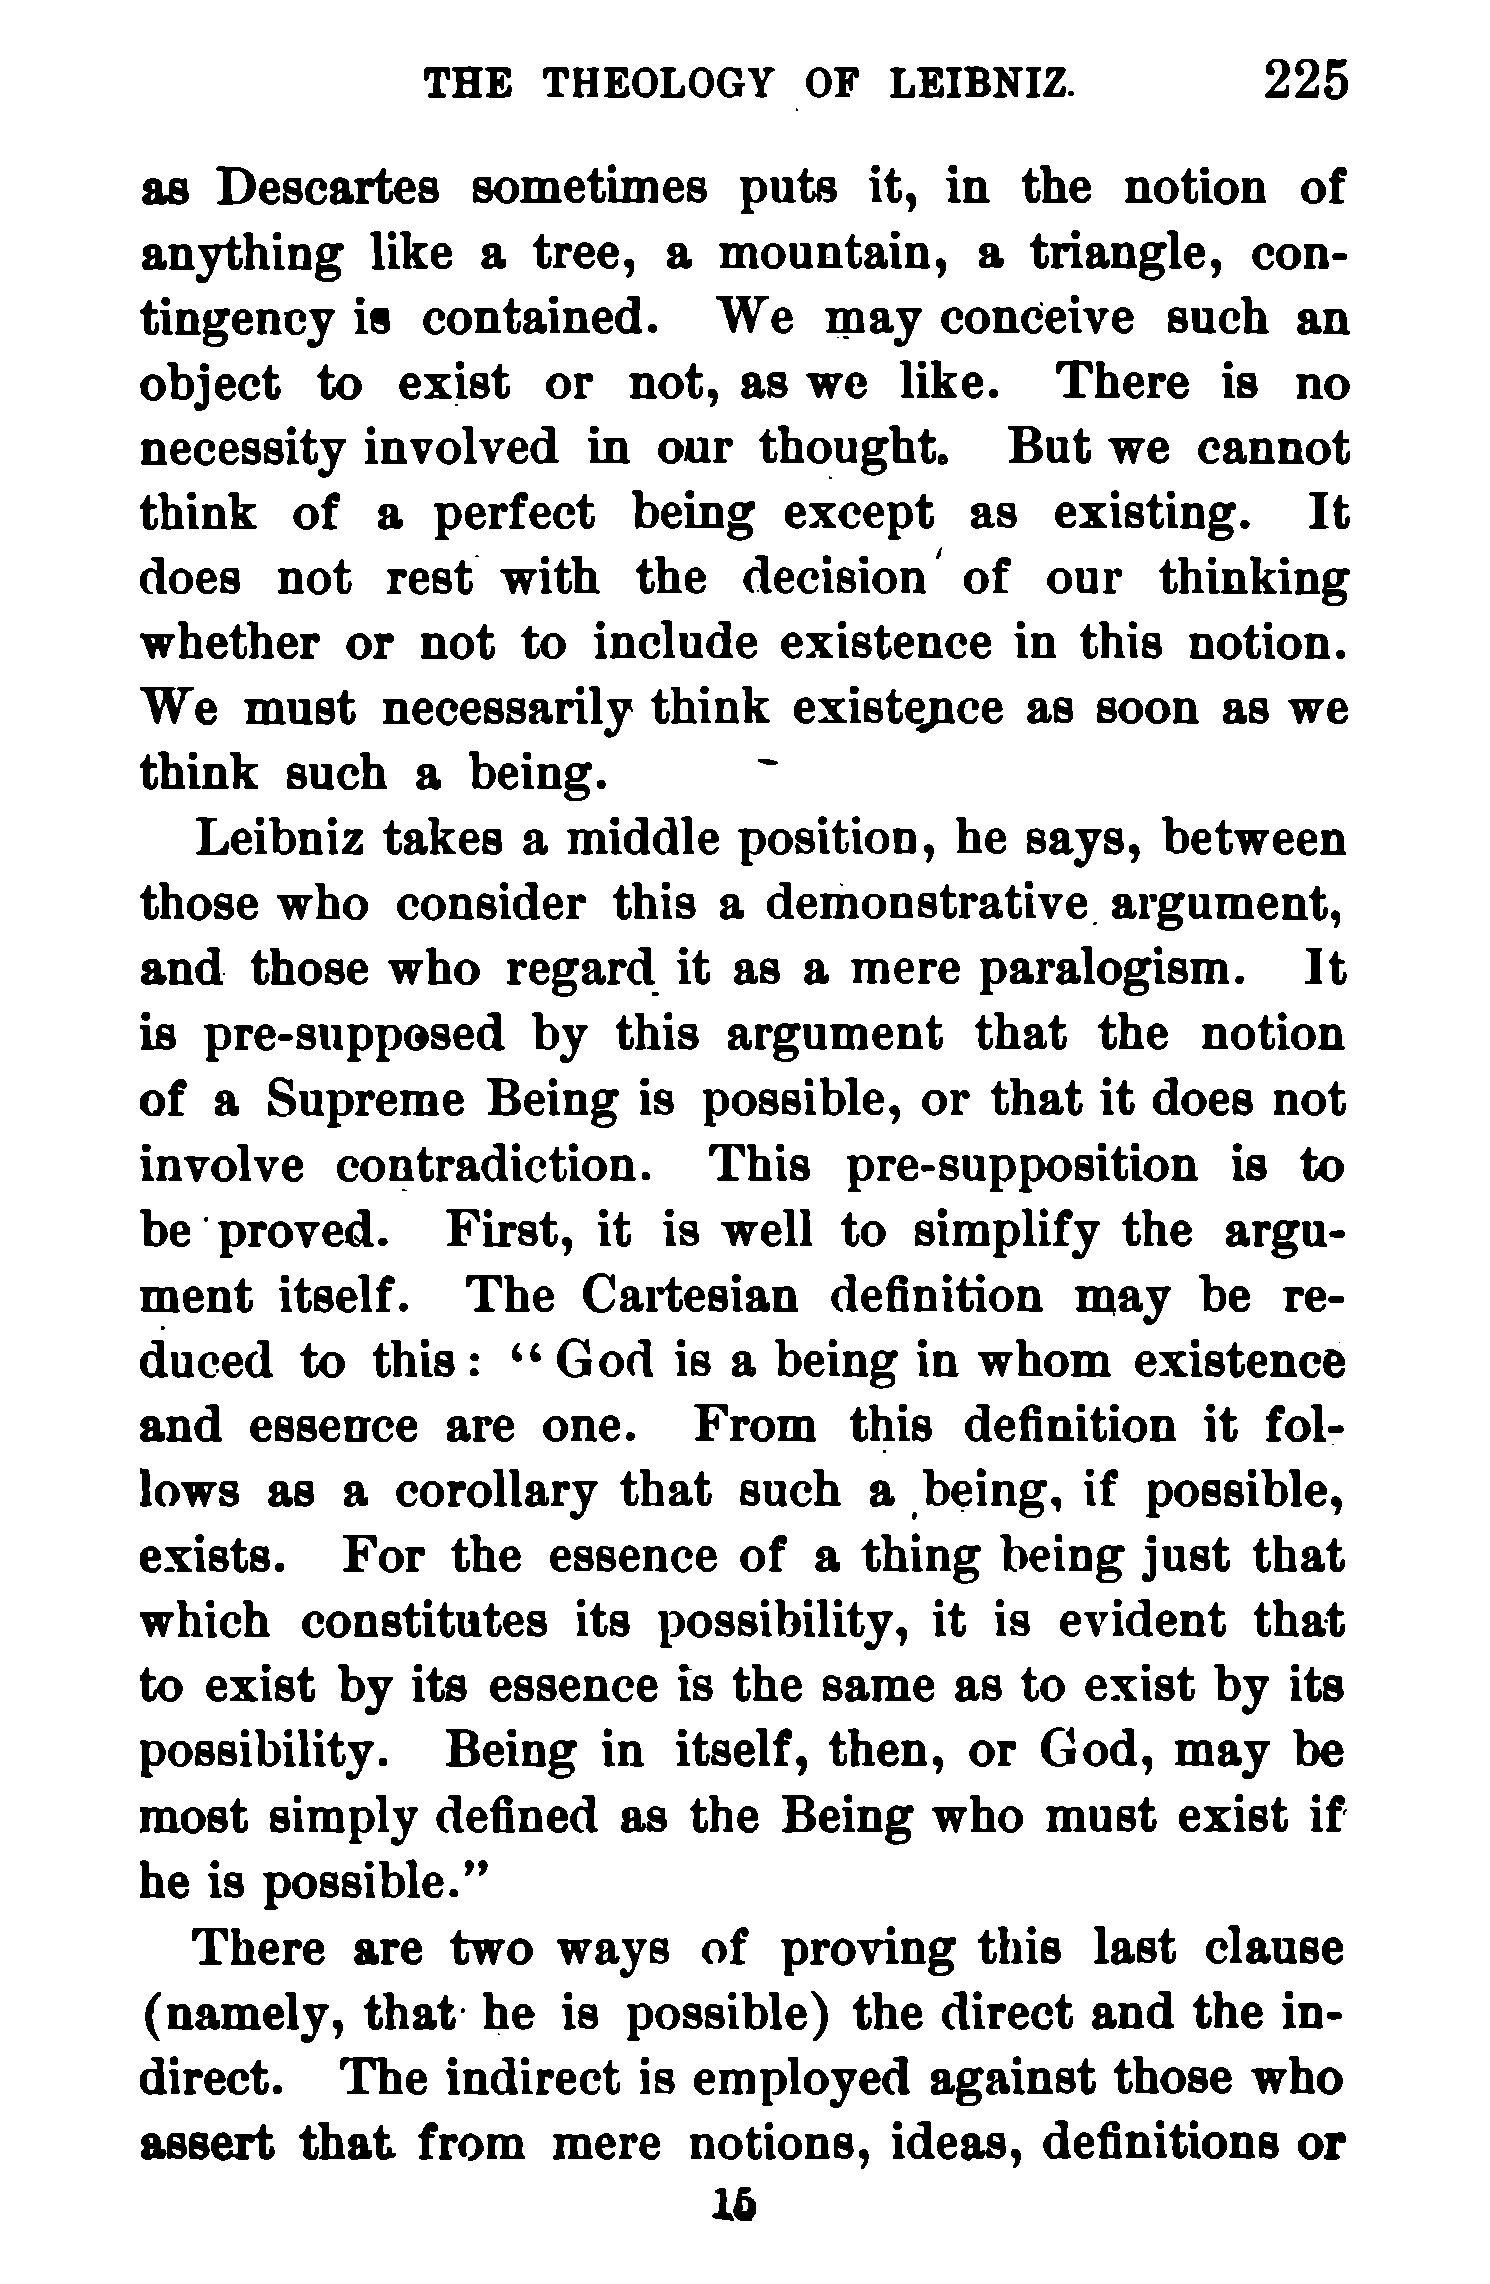 THE THEOLOGY OF LEIBNIZ. 225
as Descartes sometimes puts it, in the notion of
anything like a tree, a mountain, a triangle, con-
tingency is contained. We may conceive such an
object to exist or not, as we like. There is no
necessity involved in our thought. But we cannot
think of a perfect being except as existing. It
does not rest with the decision of our thinking
whether or not to include existence in this notion.
We must necessarily think existence as soon as we
think such a being.
Leibniz takes a middle position, he says, between
those who consider this a demonstrative argument,
and those who regard it as a mere paralogism. It
is pre-supposed by this argument that the notion
of a Supreme Being is possible, or that it does not
involve contradiction. This pre-supposition is to
be proved. First, it is well to simplify the argu-
ment itself. The Cartesian definition may be re-
duced to this: “God is a being in whom existence
and essence are one. From this definition it fol-
lows as a corollary that such a being, if possible,
exists. For the essence of a thing being just that
which constitutes its possibility, it is evident that
to exist by its essence is the same as to exist by its
possibility. Being in itself, then, or God, may be
most simply defined as the Being who must exist if
he is possible.”
There are two ways of proving this last clause
(namely, that he is possible) the direct and the in-
direct. The indirect is employed against those who
assert that from mere notions, ideas, definitions or
15